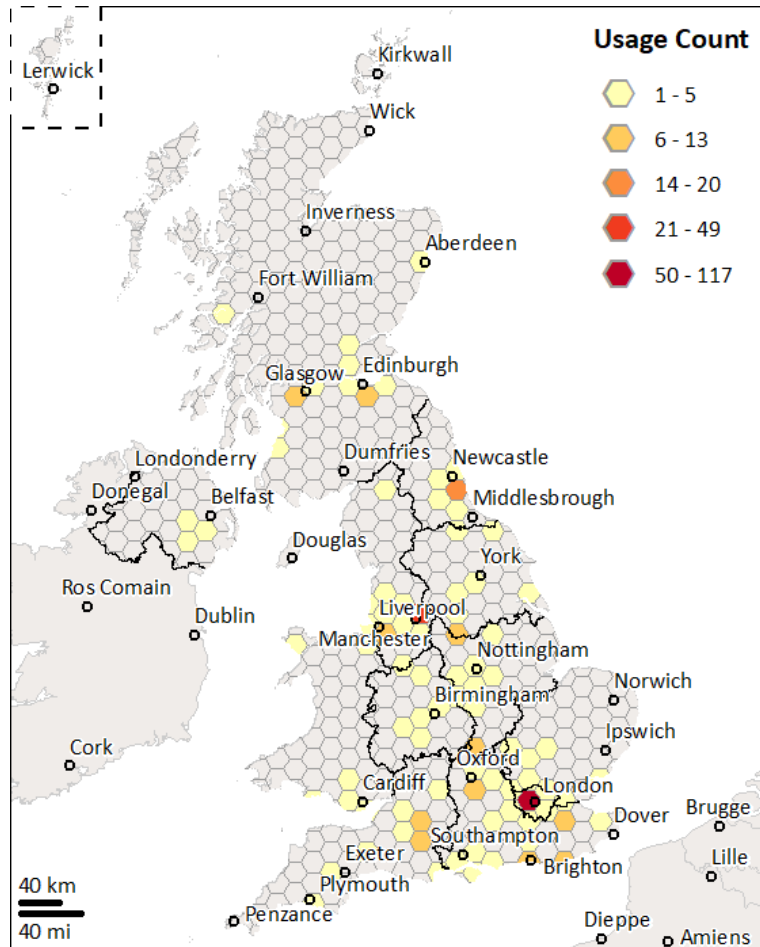 Usage Count
1 - 5
6 - 13
14 - 20
21 - 49
50 - 117
Lerwick
Kirkwall
Wick
Inverness
Aberdeen
Fort William
Edinburgh
Glasgow
Dumfries
Newcastle
Londonderry
Donegal
Belfast
Middlesbrough
Douglas
York
Ros Comain
Liverpool
Dublin
Manchester
Nottingham
Norwich
Birmingham
Ipswich
Cork
Oxford
Cardiff
London
Dover
Brugge
Southampton
Exeter
Brighton
Lille
Plymouth
40 km
40 mi
Penzance
Dieppe
Amiens